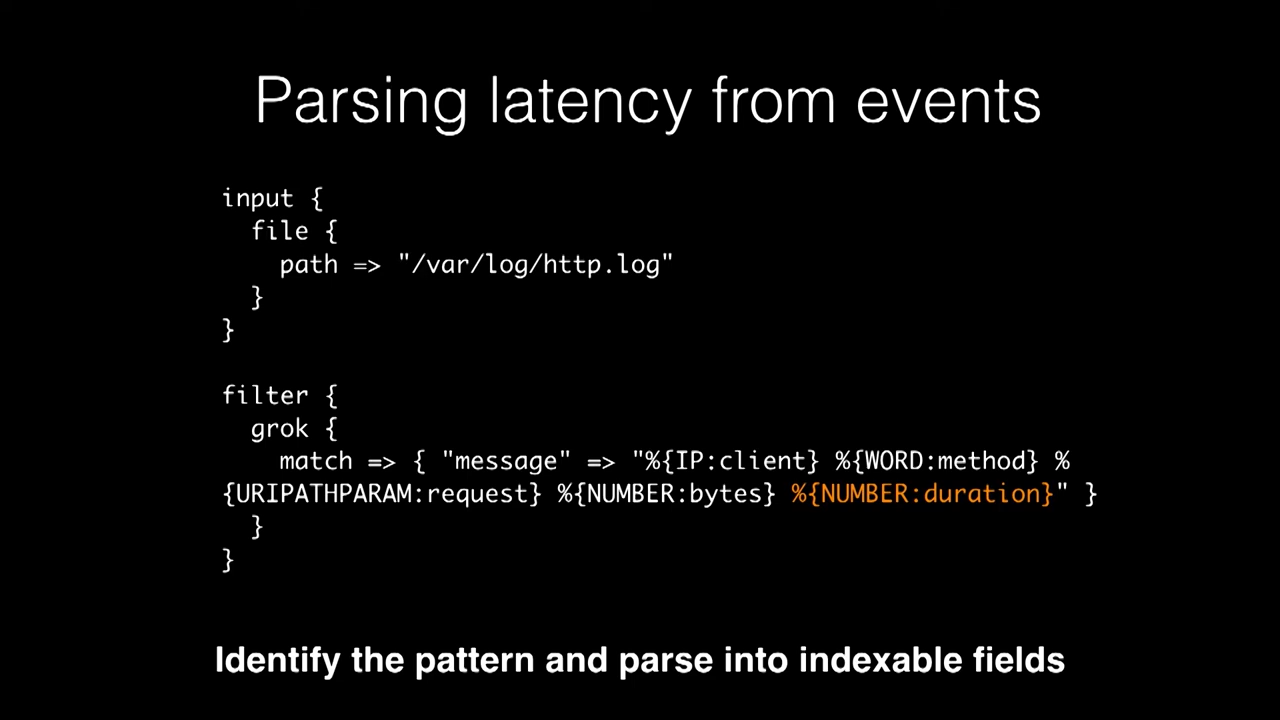 Parsing latency from events
input {
  file {
    path => "/var/log/http.log"
  }
}
filter {
  grok {
    match => { "message" => "%{IP:client} %{WORD:method} %
{URIPATHPARAM:request} %{NUMBER:bytes} %{NUMBER:duration}" }
  }
}
Identify the pattern and parse into indexable fields